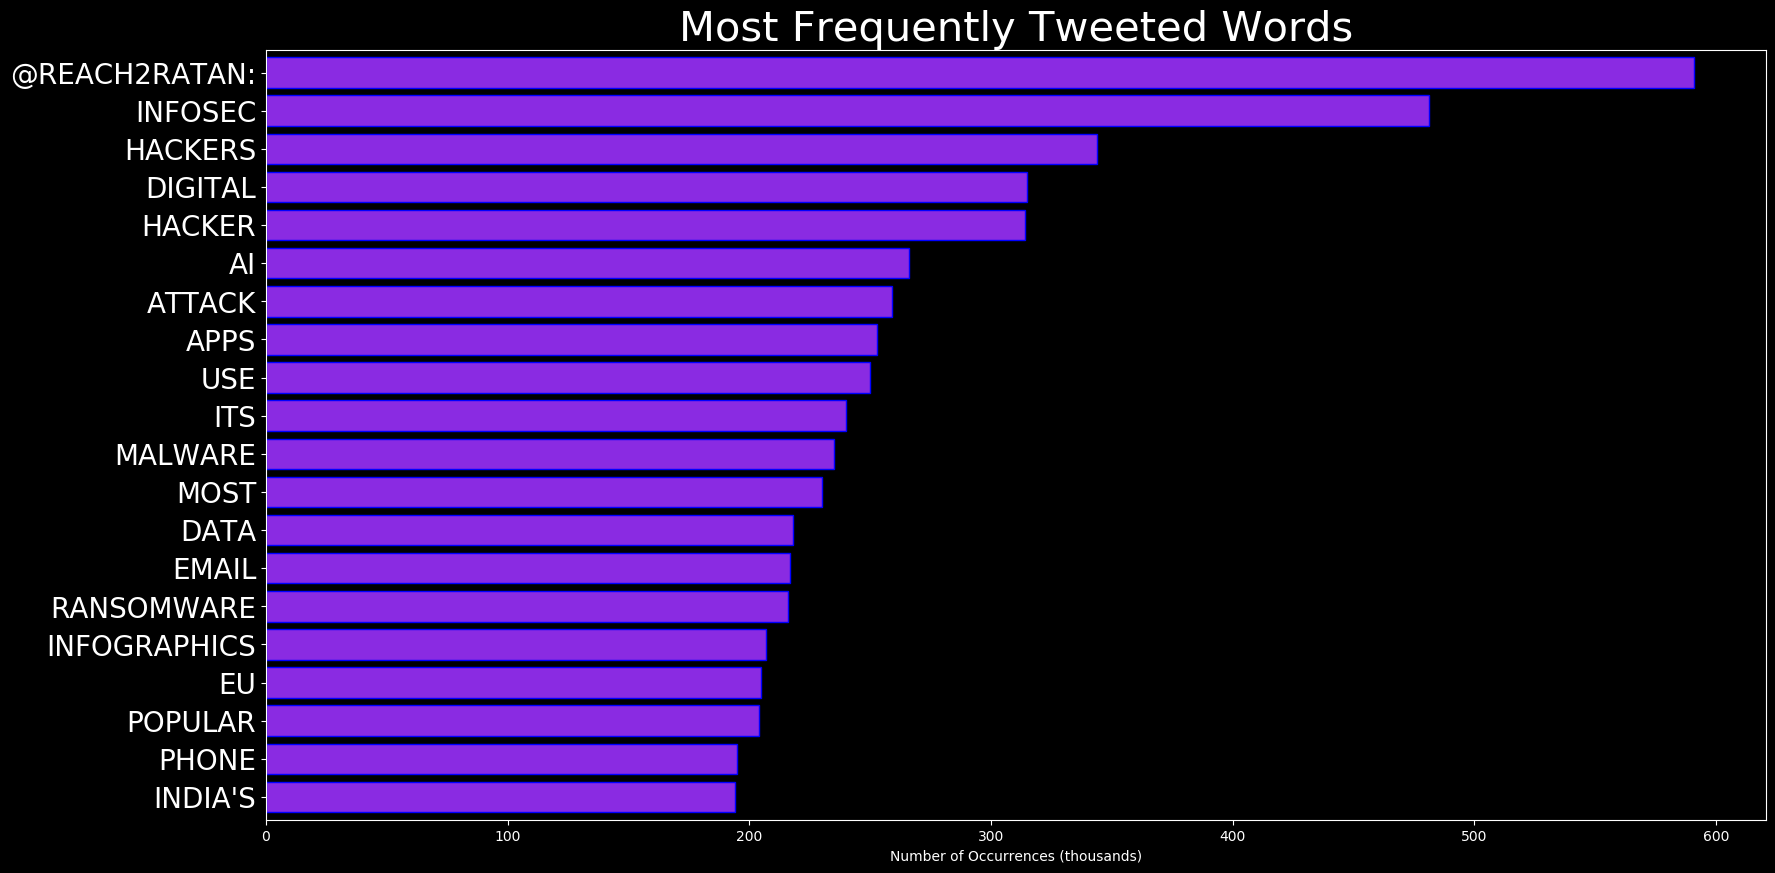 Most Frequently Tweeted Words
@REACH2RATAN:
INFOSEC
HACKERS
DIGITAL
HACKER
AI
ATTACK
APPS
USE
ITS
MALWARE
MOST
DATA
EMAIL
RANSOMWARE
INFOGRAPHICS
EU
POPULAR
PHONE
INDIA'S
0 100 200 300 400 500 600
Number of Occurrences (thousands)